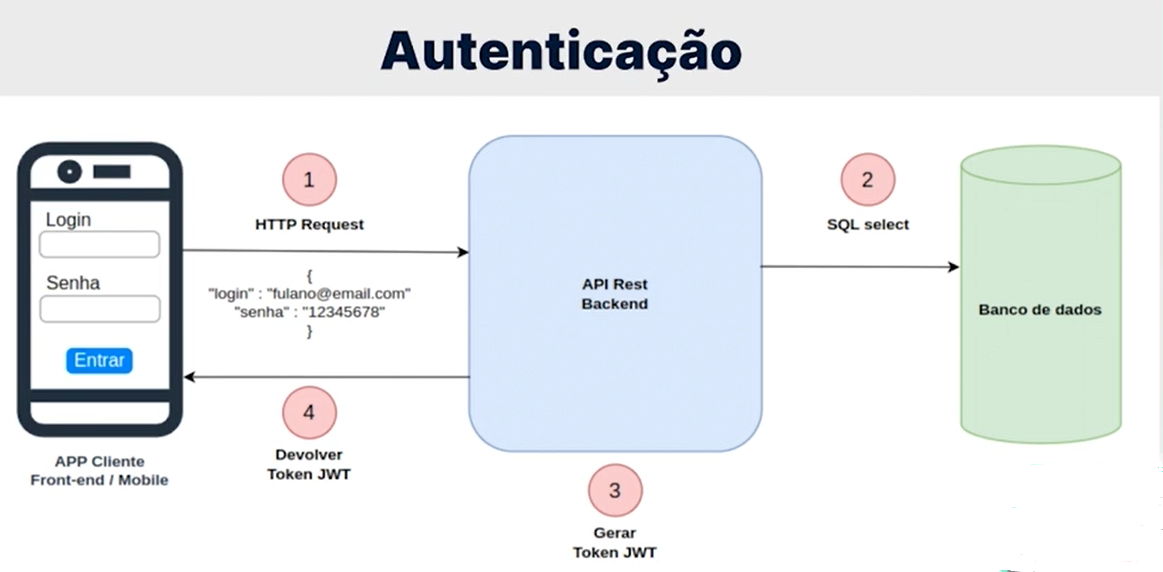 Autenticação
Login
Senha
Entrar
APP Cliente
Front-end / Mobile
1
HTTP Request
{
"login" : "fulano@email.com"
"senha" : "12345678"
}
4
Devolver
Token JWT
API Rest
Backend
3
Gerar
Token JWT
2
SQL select
Banco de dados